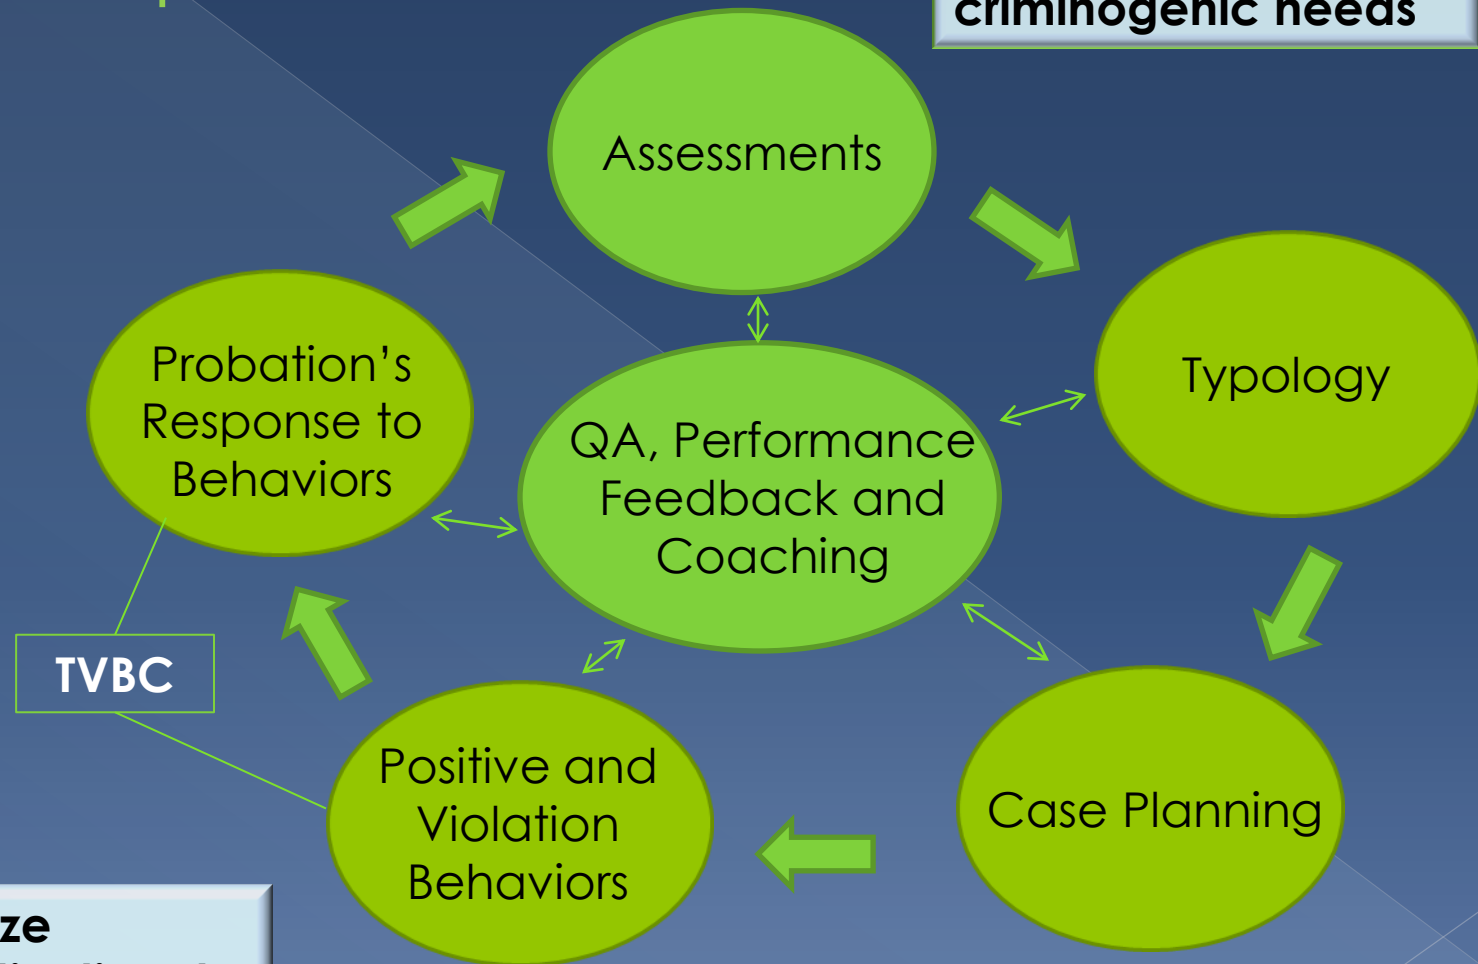 criminogenic needs
Assessments
Typology
Probation’s
Response to
Behaviors
QA, Performance
Feedback and
Coaching
TVBC
Positive and
Violation
Behaviors
Case Planning
ze